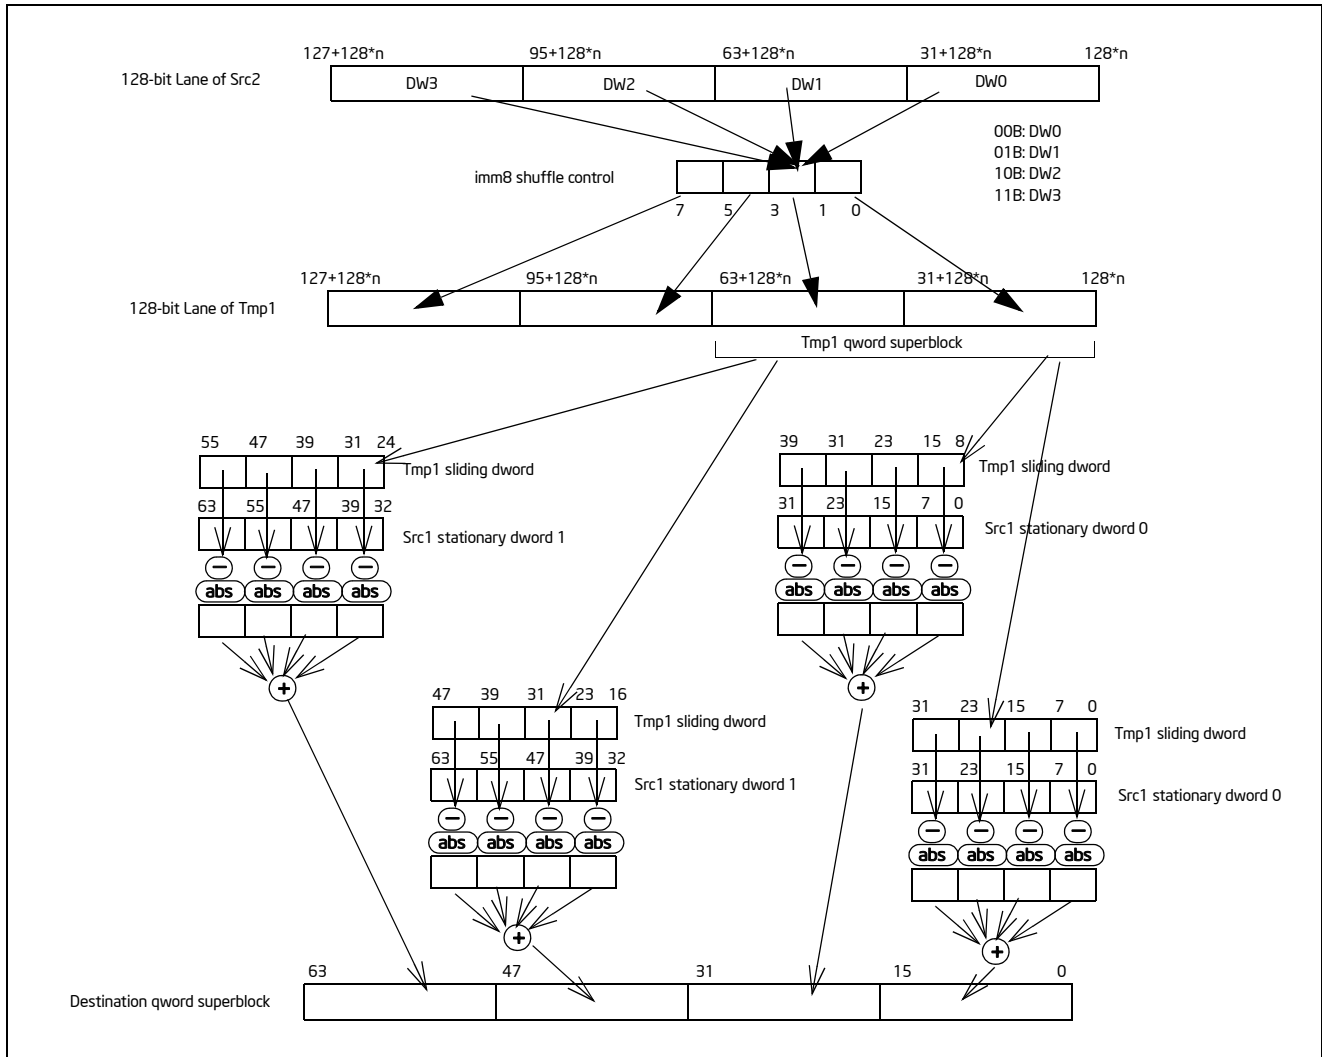 127+128*n 95+128*n 63+128*n 31+128*n 128*n
128-bit Lane of Src2 DW3 DW2 DW1 DW0
00B: DW0
01B: DW1
10B: DW2
11B: DW3
imm8 shuffle control
7 5 3 1 0
127+128*n 95+128*n 63+128*n 31+128*n 128*n
128-bit Lane of Tmp1
Tmp1 qword superblock
55 47 39 31 24
Tmp1 sliding dword
63 55 47 39 32
Src1 stationary dword 1
− − − −
abs abs abs abs
+
39 31 23 15 8
Tmp1 sliding dword
31 23 15 7 0
Src1 stationary dword 0
− − − −
abs abs abs abs
+
47 39 31 23 16
Tmp1 sliding dword
63 55 47 39 32
Src1 stationary dword 1
− − − −
abs abs abs abs
+
31 23 15 7 0
Tmp1 sliding dword
31 23 15 7 0
Src1 stationary dword 0
− − − −
abs abs abs abs
+
63 47 31 15 0
Destination qword superblock